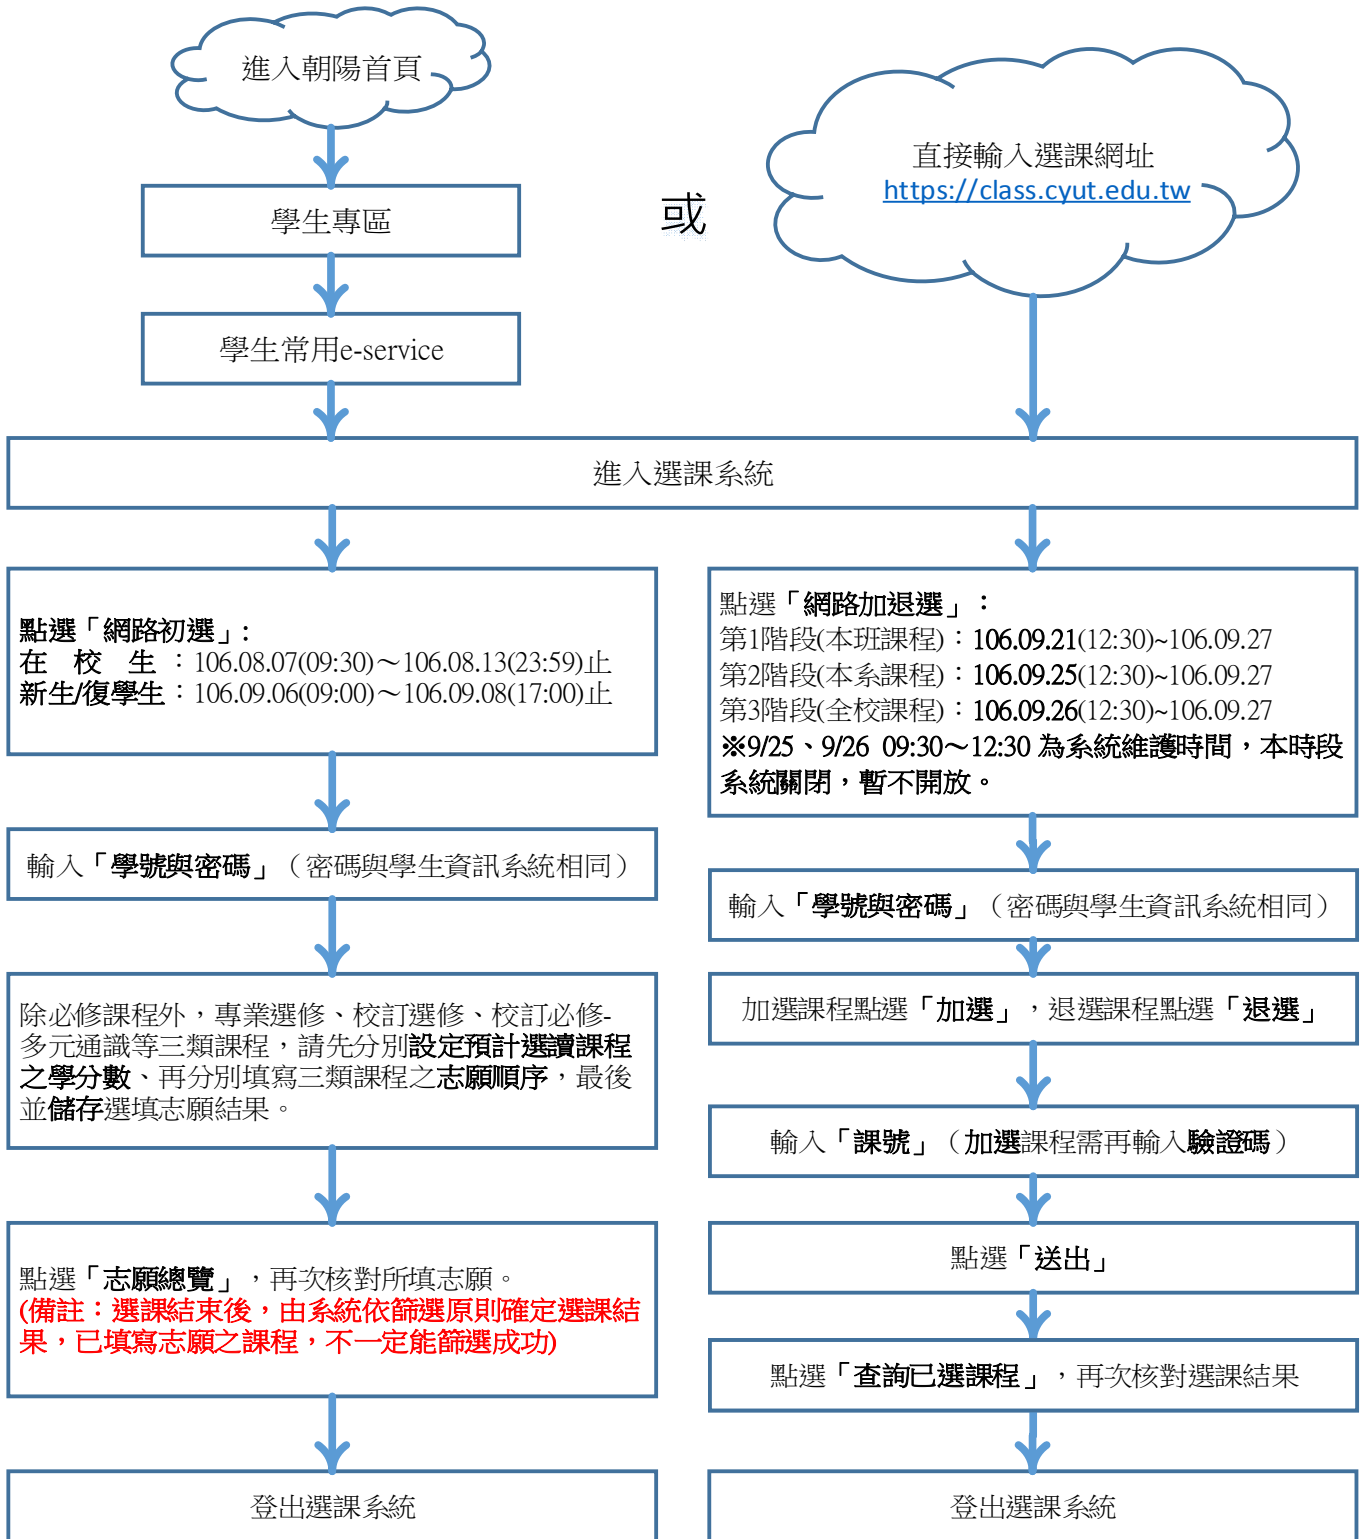 進入朝陽首頁
直接輸入選課網址
https://class.cyut.edu.tw
或
學生專區
學生常用e-service
進入選課系統
點選「網路初選」:
在 校 生 ：106.08.07(09:30)～106.08.13(23:59)止
新生/復學生：106.09.06(09:00)～106.09.08(17:00)止
輸入「學號與密碼」（密碼與學生資訊系統相同）
除必修課程外，專業選修、校訂選修、校訂必修-
多元通識等三類課程，請先分別設定預計選讀課程
之學分數、再分別填寫三類課程之志願順序，最後
並儲存選填志願結果。
點選「志願總覽」，再次核對所填志願。
(備註：選課結束後，由系統依篩選原則確定選課結
果，已填寫志願之課程，不一定能篩選成功)
登出選課系統
點選「網路加退選」：
第1階段(本班課程)：106.09.21(12:30)~106.09.27
第2階段(本系課程)：106.09.25(12:30)~106.09.27
第3階段(全校課程)：106.09.26(12:30)~106.09.27
※9/25、9/26 09:30～12:30 為系統維護時間，本時段
系統關閉，暫不開放。
輸入「學號與密碼」（密碼與學生資訊系統相同）
加選課程點選「加選」，退選課程點選「退選」
輸入「課號」（加選課程需再輸入驗證碼）
點選「送出」
點選「查詢已選課程」，再次核對選課結果
登出選課系統